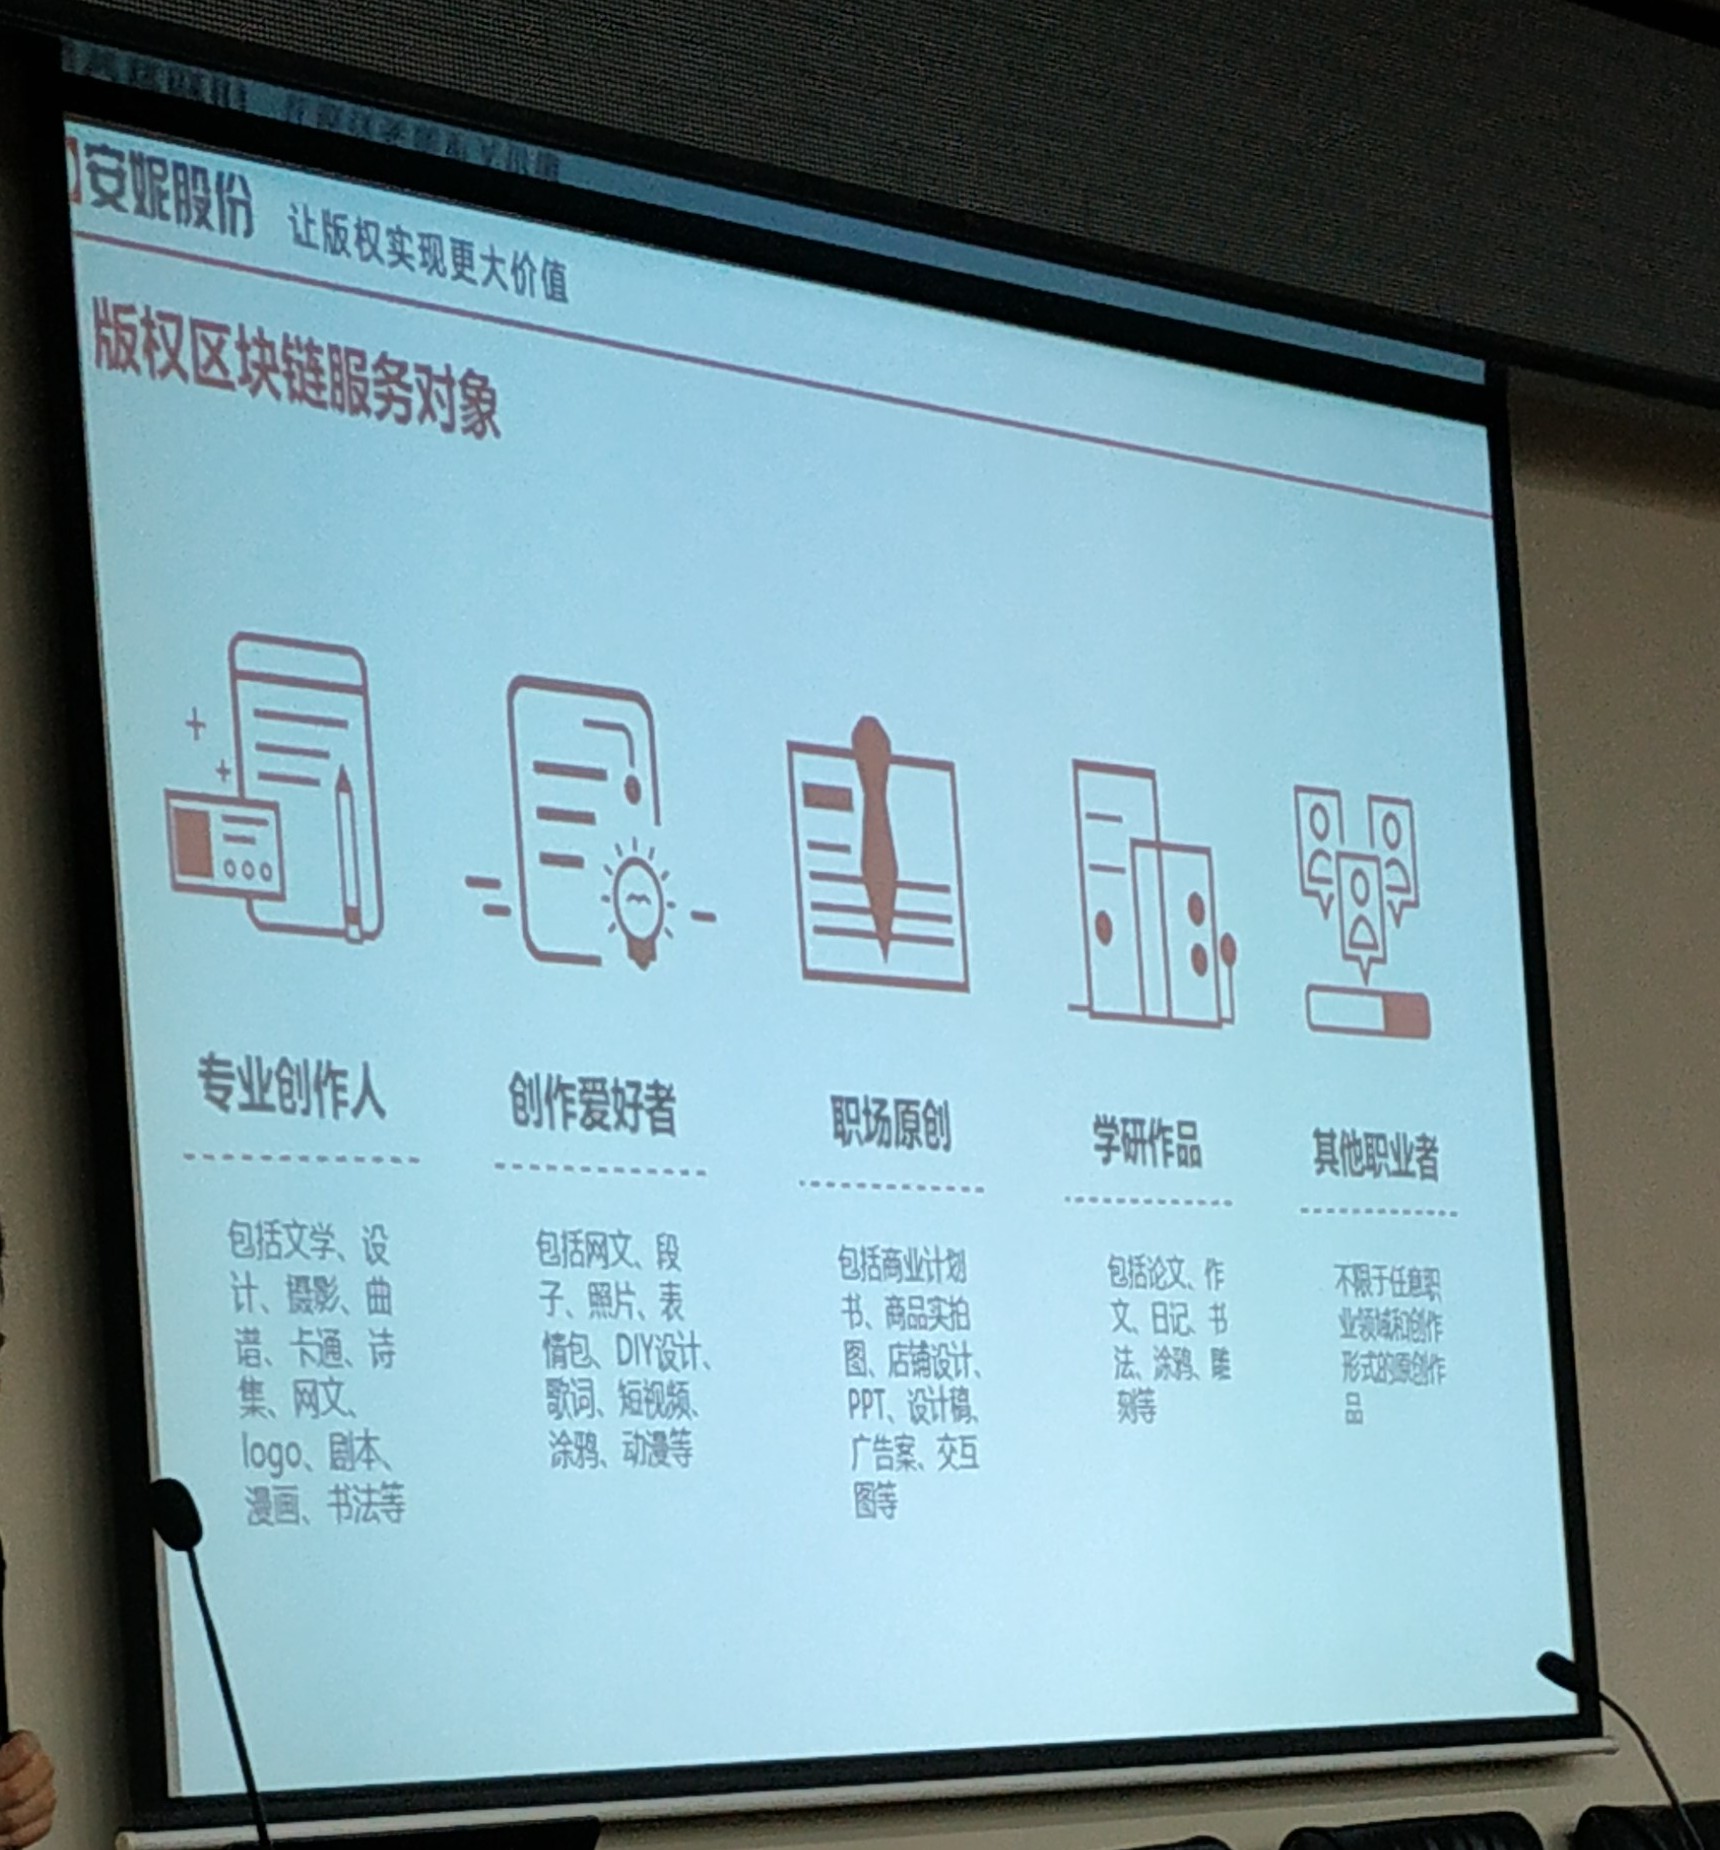 安妮股份 让版权实现更大价值
版权区块链服务对象
专业创作人
包括文学、设
计、摄影、曲
谱、卡通、诗
集、网文、
logo、剧本、
漫画、书法等
创作爱好者
包括网文、段
子、照片、表
情包、DIY设计、
歌词、短视频、
涂鸦、动漫等
职场原创
包括商业计划
书、商品实拍
图、店铺设计、
PPT、设计稿、
广告案、交互
图等
学研作品
包括论文、作
文、日记、书
法、涂鸦、雕
刻等
其他职业者
不限于任意职
业领域和创作
形式的原创作
品